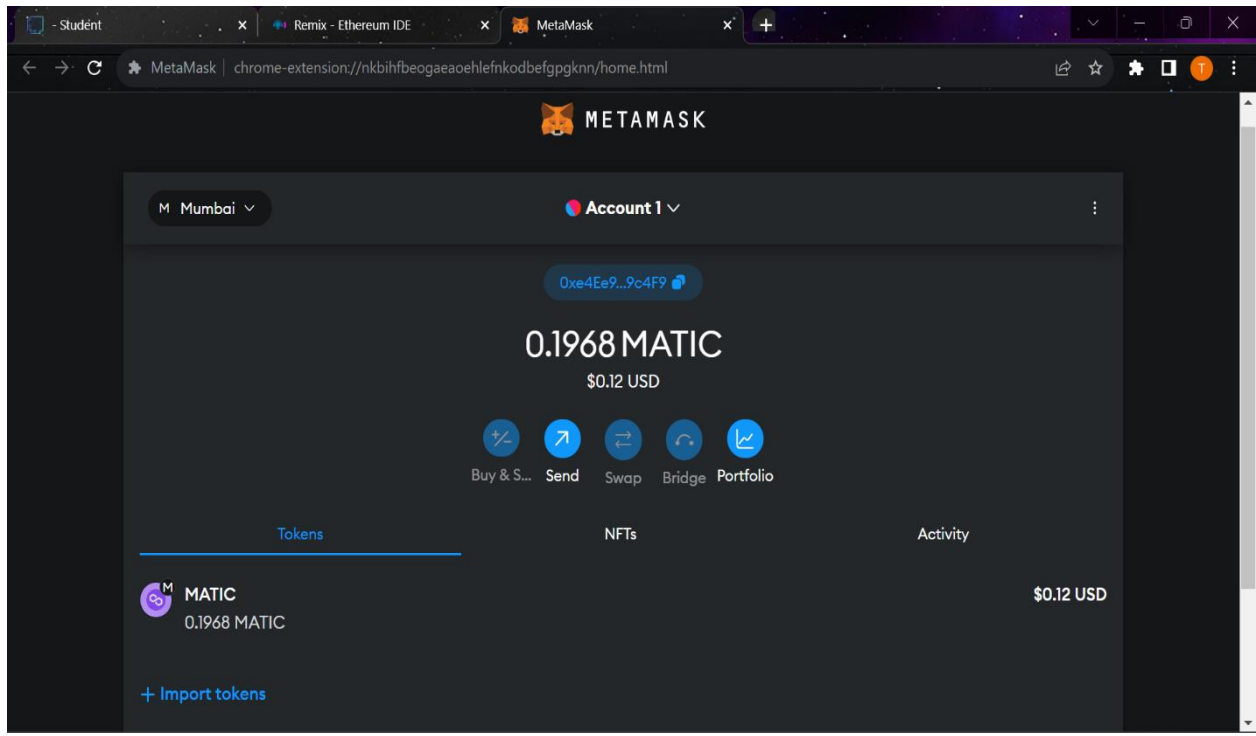 - Student
Remix - Ethereum IDE
MetaMask
MetaMask | chrome-extension://nkbihfbeogaeaoehlefnkodbefgpgknn/home.html
T
METAMASK
M Mumbai
Account 1
0xe4Ee9...9c4F9
0.1968 MATIC
$0.12 USD
Buy & S... Send Swap Bridge Portfolio
Tokens NFTs Activity
M
MATIC $0.12 USD
0.1968 MATIC
+ Import tokens